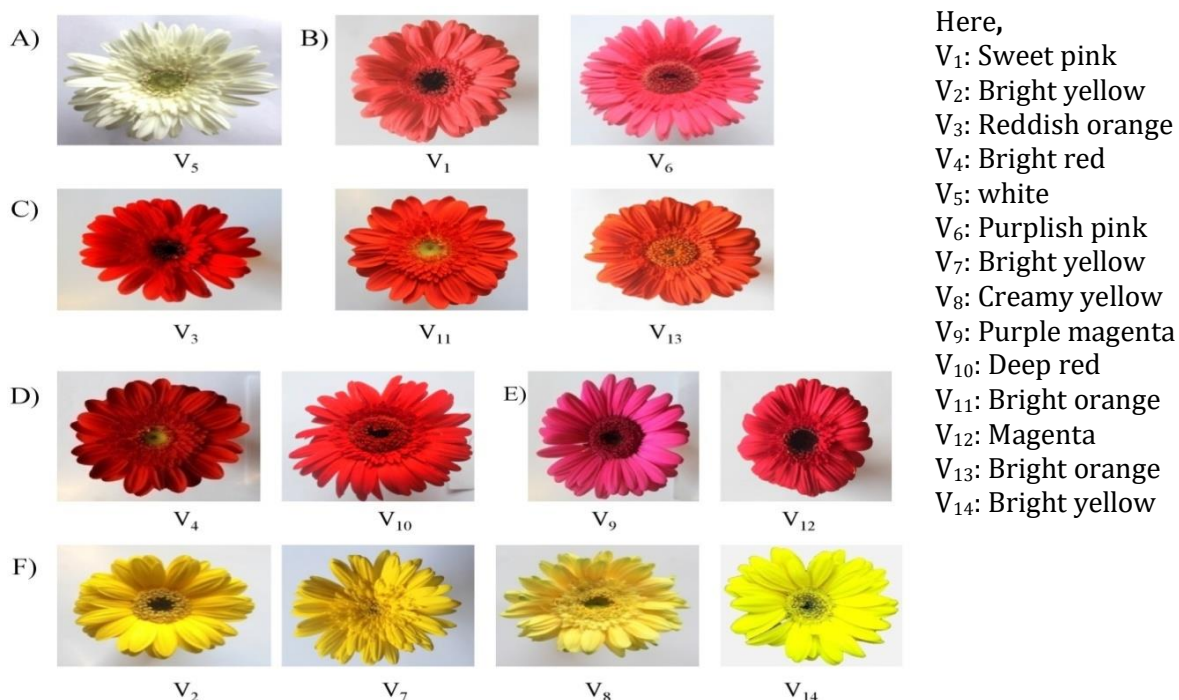 A)
B)
V₅
V₁
V₆
C)
V₃
V₁₁
V₁₃
D)
E)
V₄
V₁₀
V₉
V₁₂
F)
V₂
V₇
V₈
V₁₄
Here,
V₁: Sweet pink
V₂: Bright yellow
V₃: Reddish orange
V₄: Bright red
V₅: white
V₆: Purplish pink
V₇: Bright yellow
V₈: Creamy yellow
V₉: Purple magenta
V₁₀: Deep red
V₁₁: Bright orange
V₁₂: Magenta
V₁₃: Bright orange
V₁₄: Bright yellow